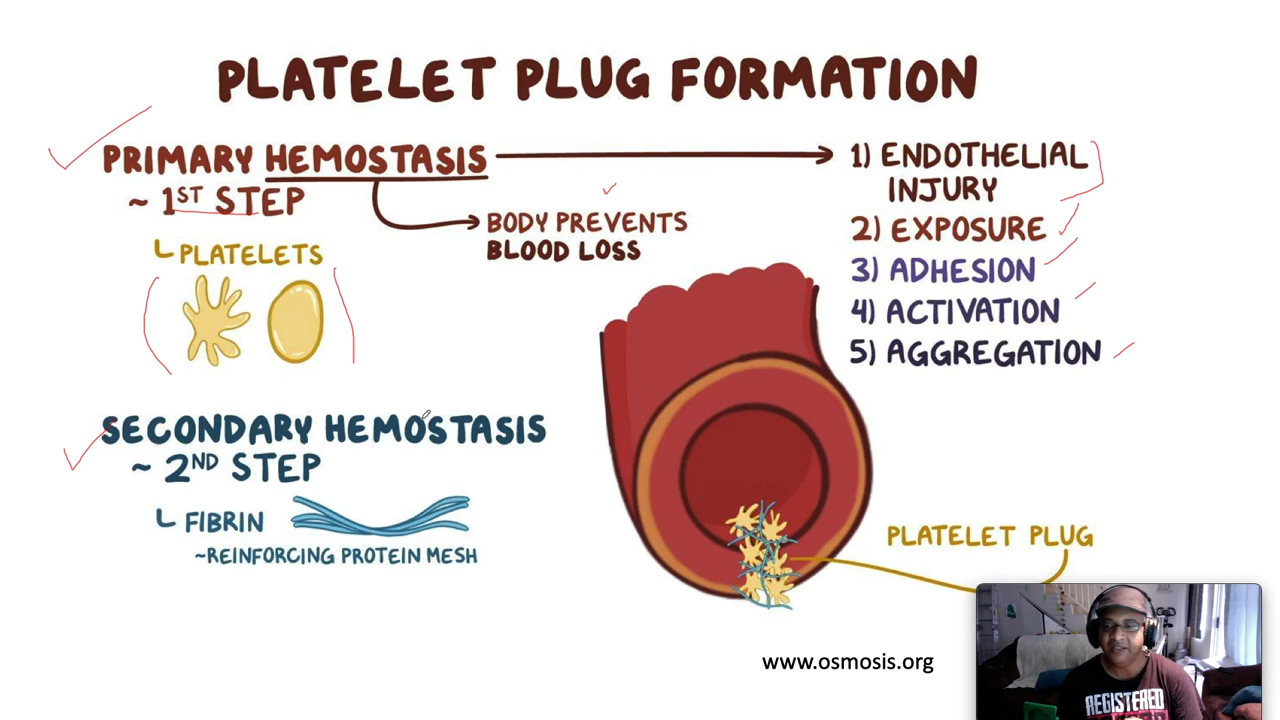 PLATELET PLUG FORMATION
PRIMARY HEMOSTASIS
~ 1ST STEP
PLATELETS
BODY PREVENTS
BLOOD LOSS
1) ENDOTHELIAL
INJURY
2) EXPOSURE
3) ADHESION
4) ACTIVATION
5) AGGREGATION
SECONDARY HEMOSTASIS
~ 2ND STEP
FIBRIN
~REINFORCING PROTEIN MESH
PLATELET PLUG
www.osmosis.org
REGISTERED